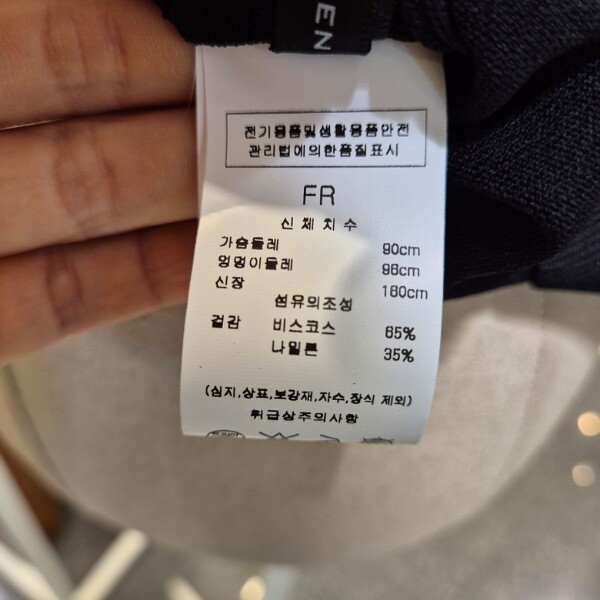 EN
전기용품및생활용품안전
관리법에의한품질표시
FR
신체치수
가슴둘레 90cm
엉덩이둘레 98cm
신장 160cm
섬유의조성
겉감 비스코스 65%
나일론 35%
(심지,상표,보강재,자수,장식 제외)
취급상주의사항